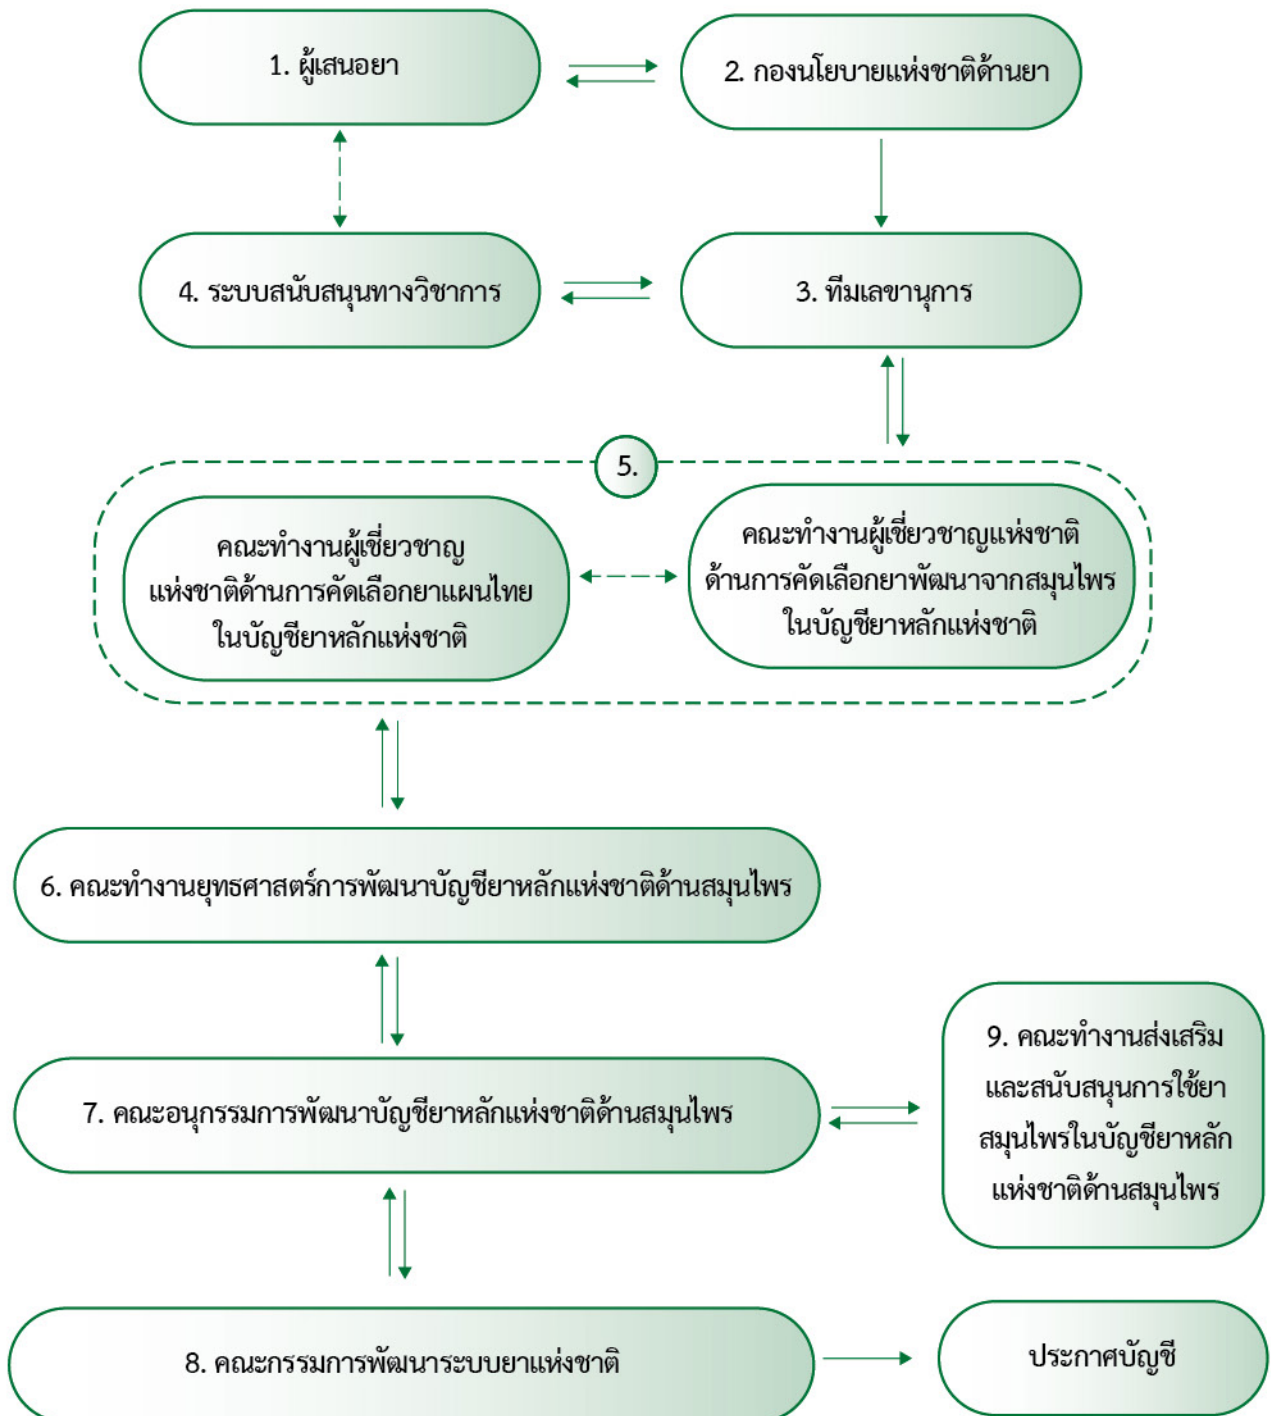 1. ผู้เสนอยา
2. กองนโยบายแห่งชาติด้านยา
4. ระบบสนับสนุนทางวิชาการ
3. ทีมเลขานุการ
5.
คณะทำงานผู้เชี่ยวชาญ
แห่งชาติด้านการคัดเลือกยาแผนไทย
ในบัญชียาหลักแห่งชาติ
คณะทำงานผู้เชี่ยวชาญแห่งชาติ
ด้านการคัดเลือกยาพัฒนาจากสมุนไพร
ในบัญชียาหลักแห่งชาติ
6. คณะทำงานยุทธศาสตร์การพัฒนาบัญชียาหลักแห่งชาติด้านสมุนไพร
7. คณะอนุกรรมการพัฒนาบัญชียาหลักแห่งชาติด้านสมุนไพร
9. คณะทำงานส่งเสริม
และสนับสนุนการใช้ยา
สมุนไพรในบัญชียาหลัก
แห่งชาติด้านสมุนไพร
8. คณะกรรมการพัฒนาระบบยาแห่งชาติ
ประกาศบัญชี